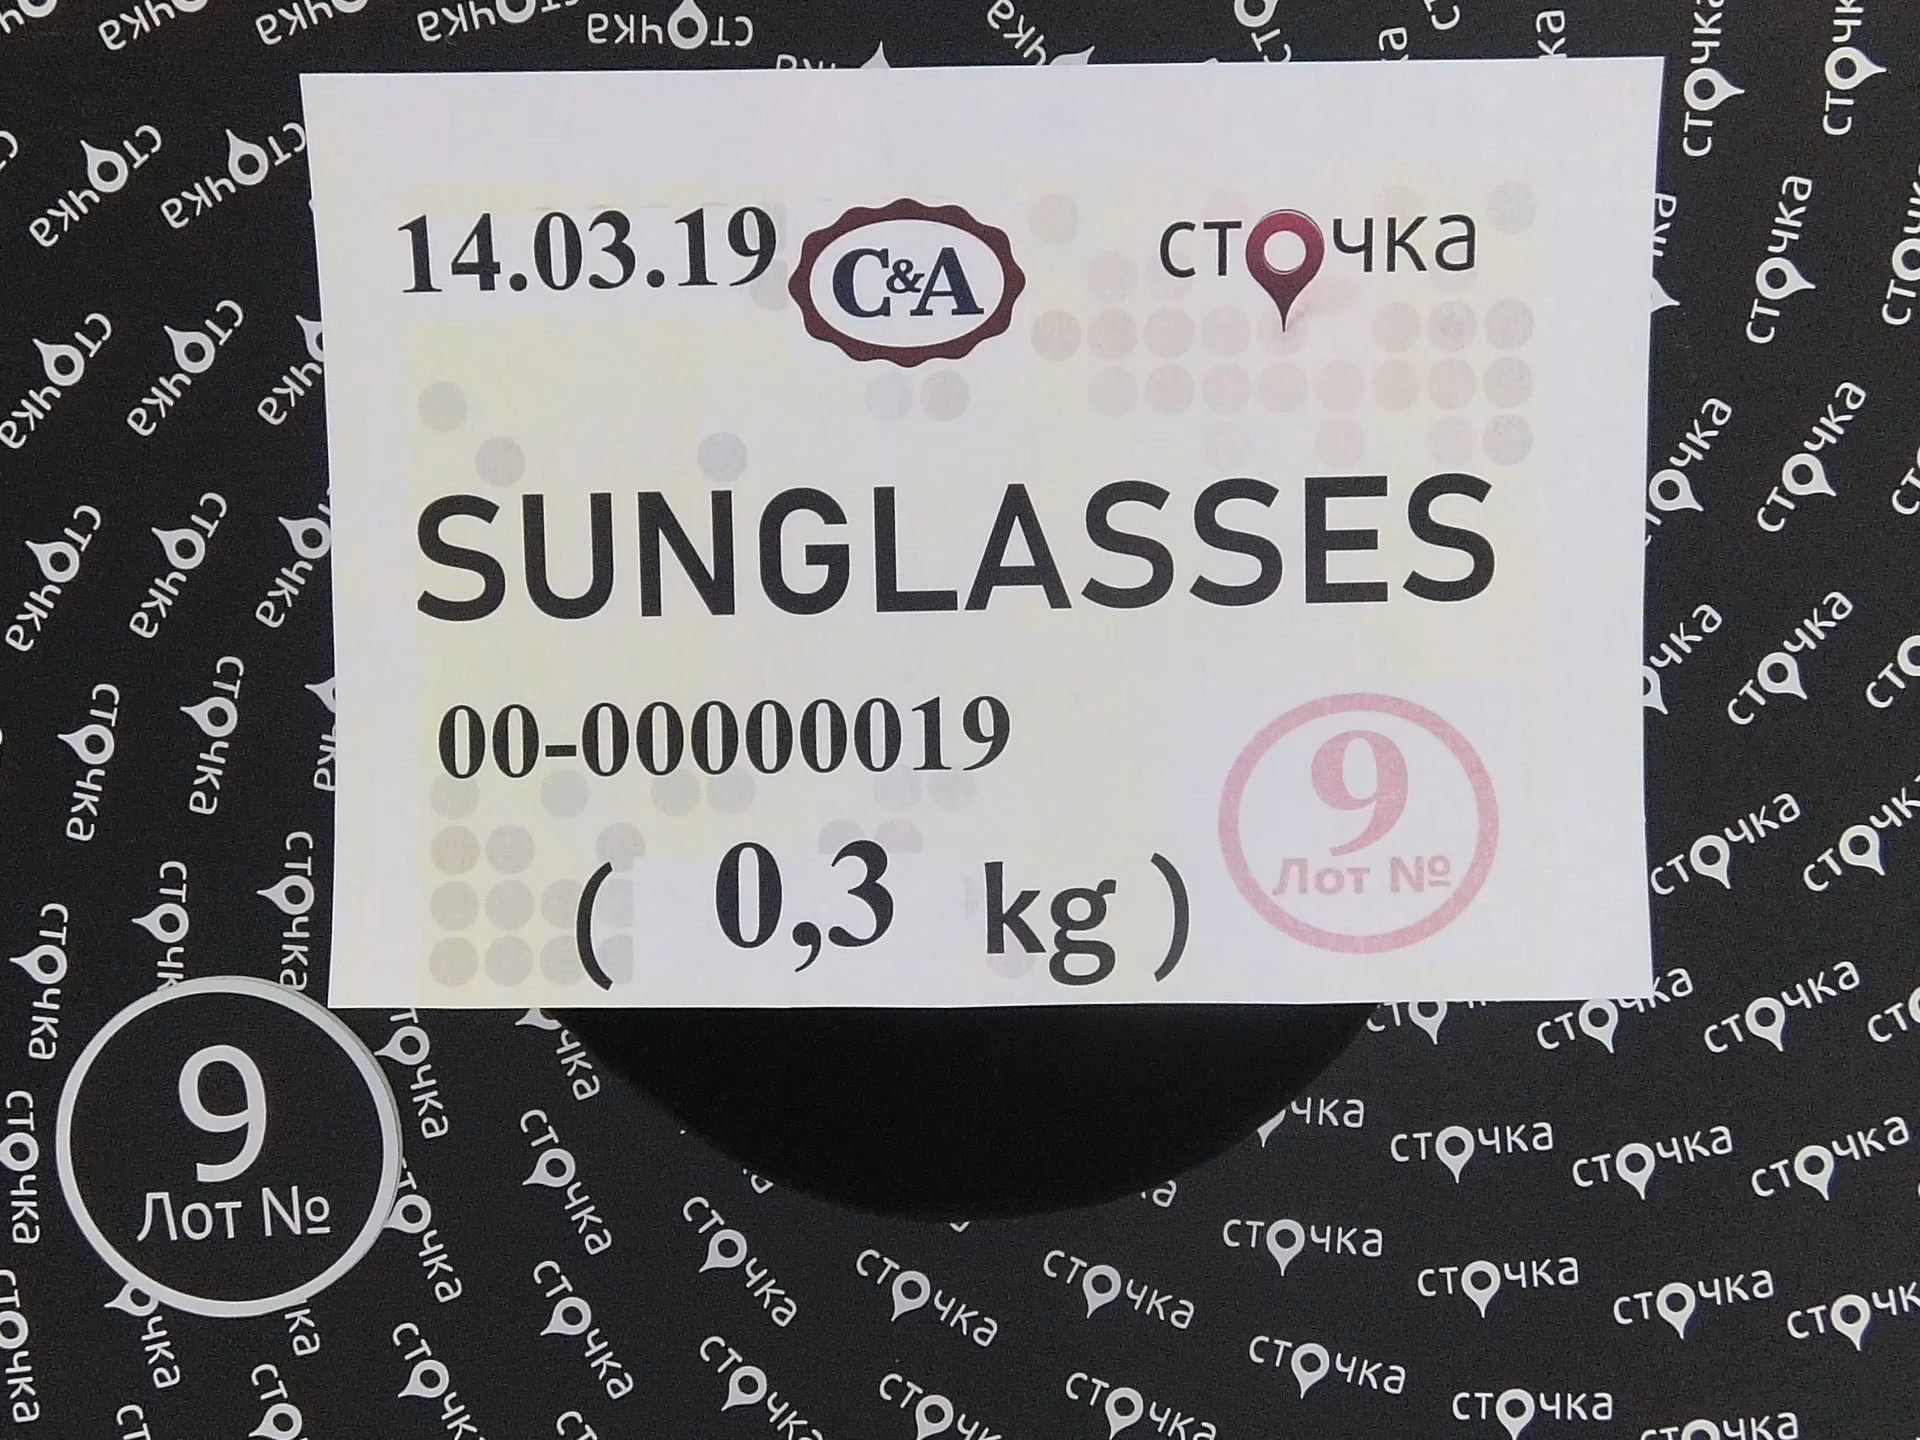 14.03.19 C&A сточка
SUNGLASSES
00-00000019
( 0,3 kg )
9
Лот №
9
Лот №
сточка